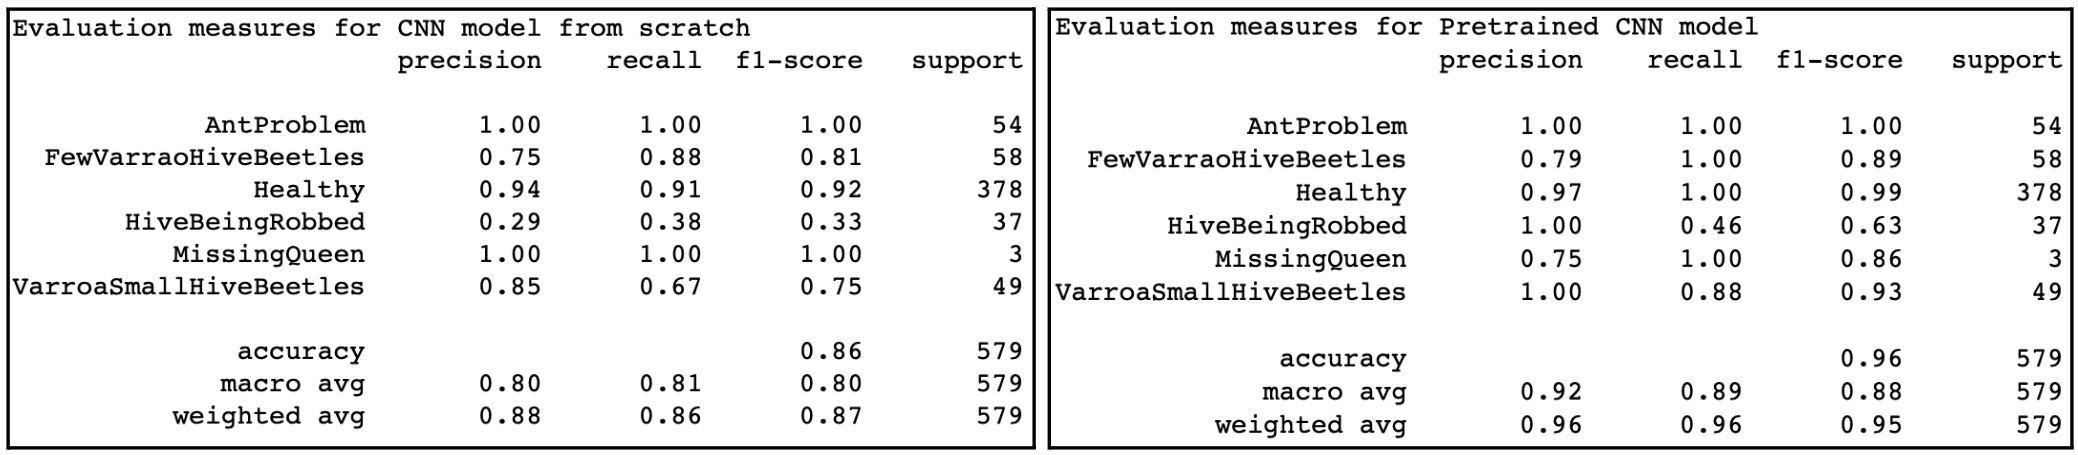 Evaluation measures for CNN model from scratch
precision recall f1-score support
AntProblem 1.00 1.00 1.00 54
FewVarraoHiveBeetles 0.75 0.88 0.81 58
Healthy 0.94 0.91 0.92 378
HiveBeingRobbed 0.29 0.38 0.33 37
MissingQueen 1.00 1.00 1.00 3
VarroaSmallHiveBeetles 0.85 0.67 0.75 49
accuracy 0.86 579
macro avg 0.80 0.81 0.80 579
weighted avg 0.88 0.86 0.87 579
Evaluation measures for Pretrained CNN model
precision recall f1-score support
AntProblem 1.00 1.00 1.00 54
FewVarraoHiveBeetles 0.79 1.00 0.89 58
Healthy 0.97 1.00 0.99 378
HiveBeingRobbed 1.00 0.46 0.63 37
MissingQueen 0.75 1.00 0.86 3
VarroaSmallHiveBeetles 1.00 0.88 0.93 49
accuracy 0.96 579
macro avg 0.92 0.89 0.88 579
weighted avg 0.96 0.96 0.95 579